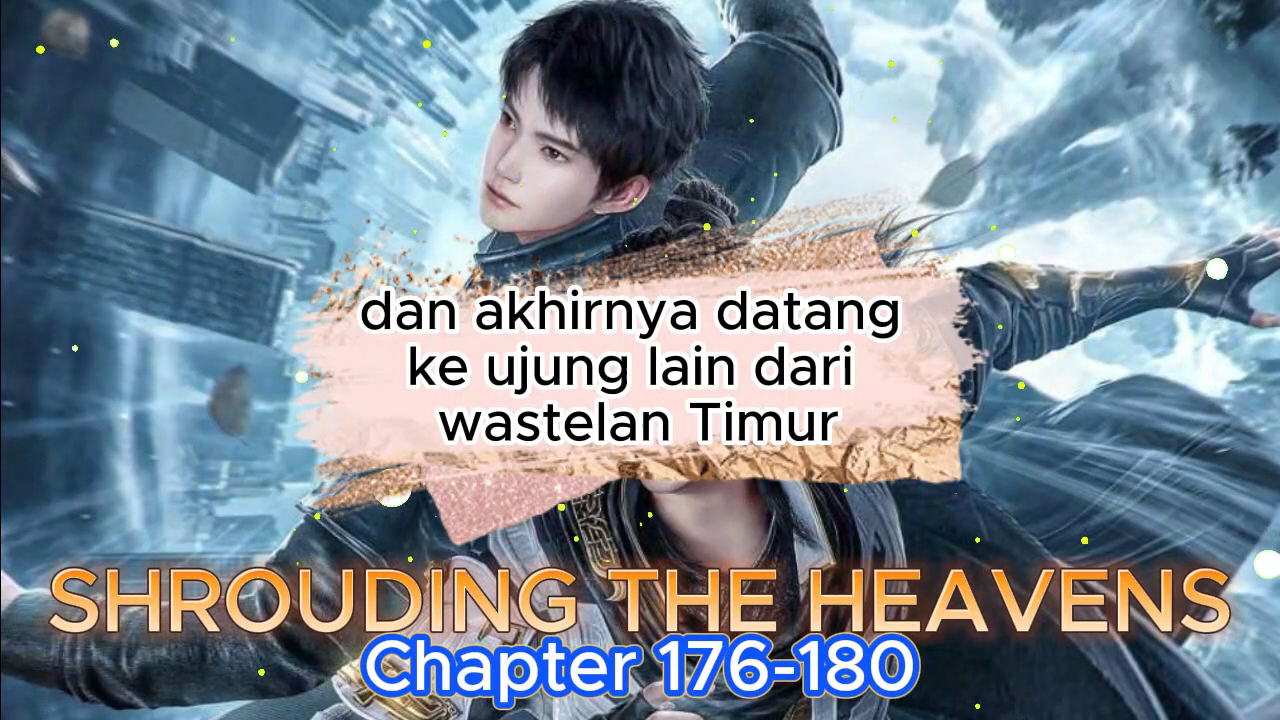 dan akhirnya datang
ke ujung lain dari
wastelan Timur
SHROUDING THE HEAVENS
Chapter 176-180